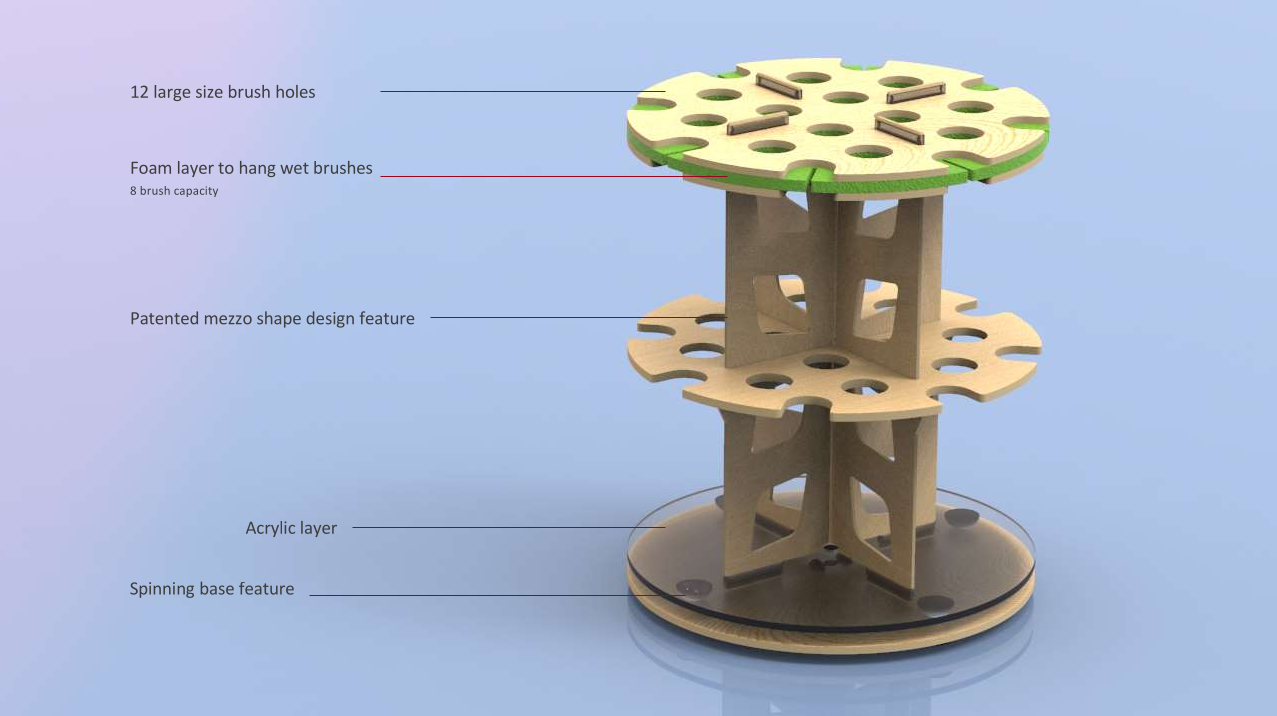 12 large size brush holes
Foam layer to hang wet brushes
8 brush capacity
Patented mezzo shape design feature
Acrylic layer
Spinning base feature